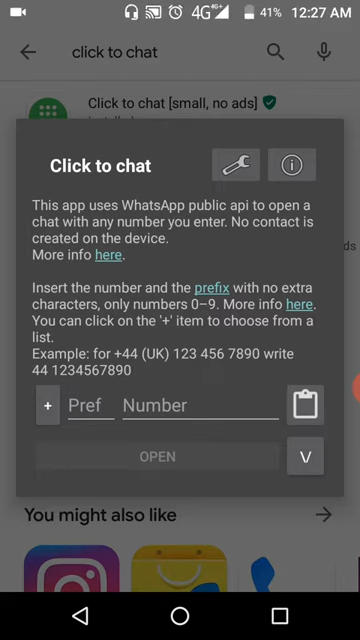 4G 4G+ 41% 12:27 AM
click to chat
Click to chat [small, no ads]
Click to chat
This app uses WhatsApp public api to open a
chat with any number you enter. No contact is
created on the device.
More info here.
Insert the number and the prefix with no extra
characters, only numbers 0–9. More info here.
You can click on the '+' item to choose from a
list.
Example: for +44 (UK) 123 456 7890 write
44 1234567890
+ Pref Number
OPEN \/
ds
You might also like